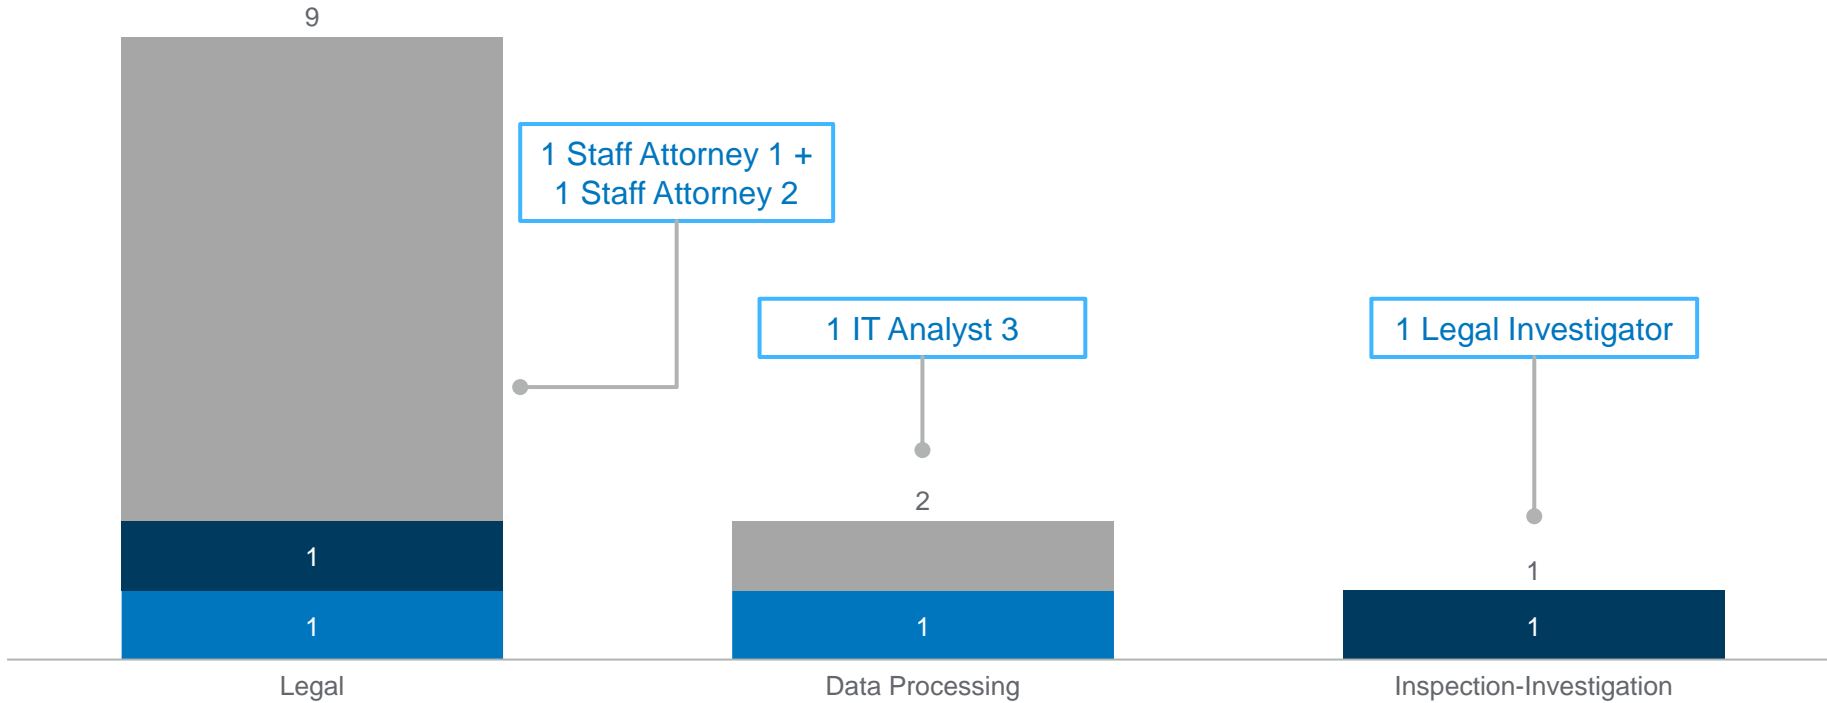 9
1 Staff Attorney 1 +
1 Staff Attorney 2
1 IT Analyst 3
1 Legal Investigator
2
1
1
1
1
1
1
Legal
Data Processing
Inspection-Investigation